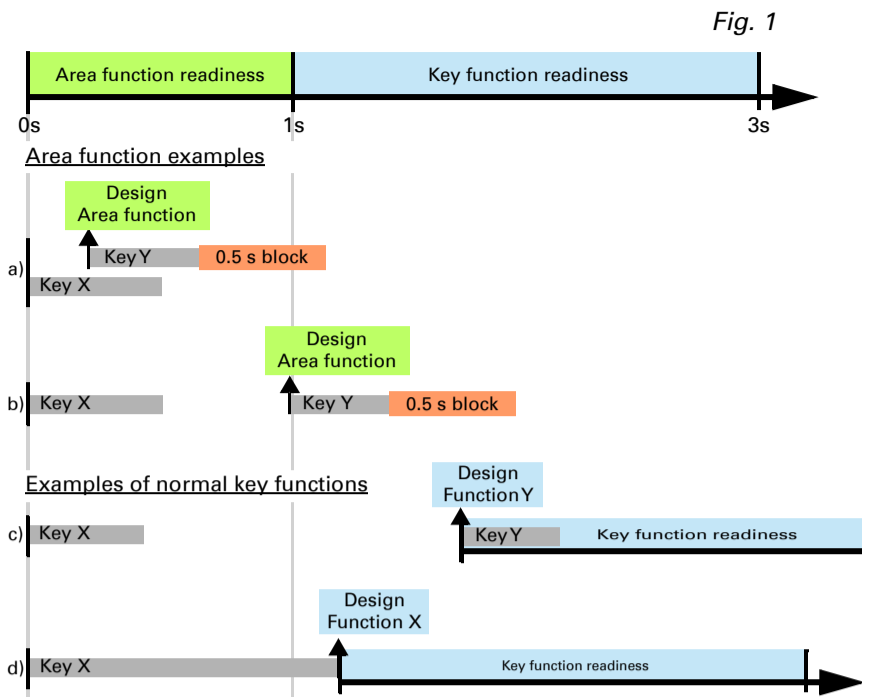 Fig. 1
Area function readiness
Key function readiness
0s
1s
3s
Area function examples
Design
Area function
a)
Key Y
0.5 s block
Key X
Design
Area function
b)
Key X
Key Y
0.5 s block
Examples of normal key functions
Design
Function Y
c)
Key X
Key Y
Key function readiness
Design
Function X
d)
Key X
Key function readiness